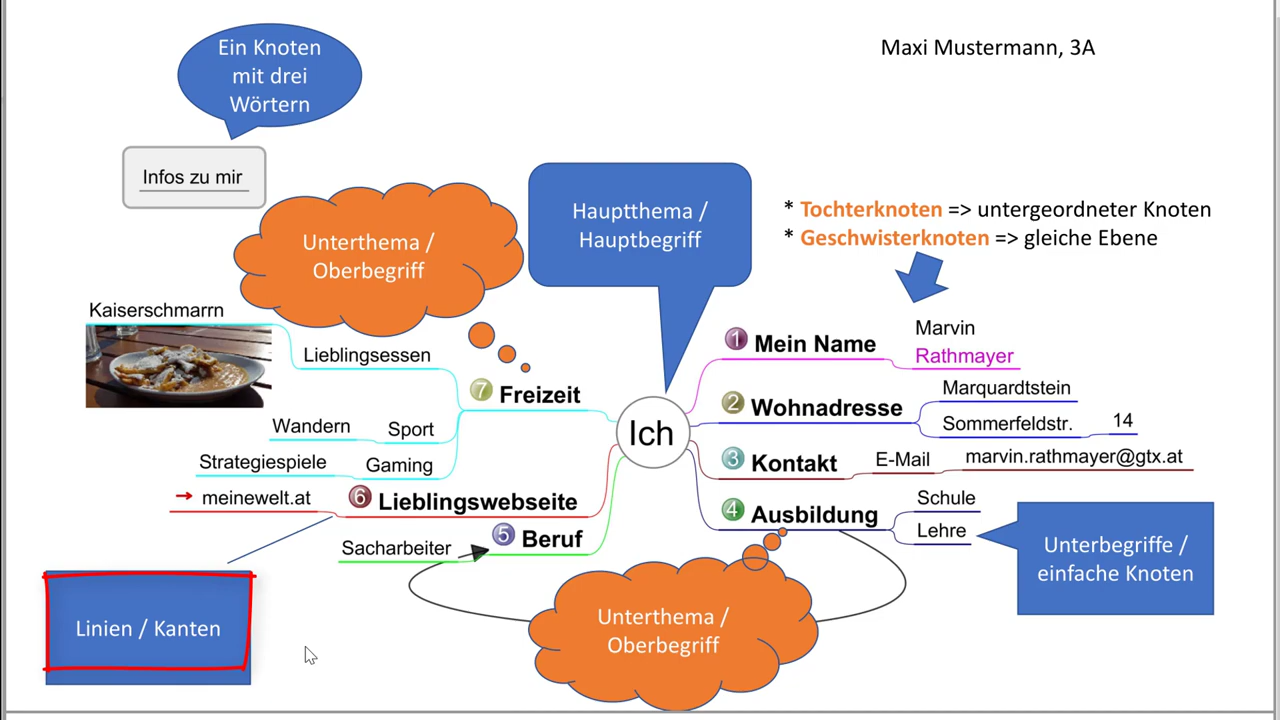 Ein Knoten
mit drei
Wörtern
Maxi Mustermann, 3A
Infos zu mir
Hauptthema /
Hauptbegriff
* Tochterknoten => untergeordneter Knoten
* Geschwisterknoten => gleiche Ebene
Unterthema /
Oberbegriff
Kaiserschmarrn
Lieblingsessen
7 Freizeit
Wandern
Sport
Strategiespiele
Gaming
meinewelt.at
6 Lieblingswebseite
Sacharbeiter
5 Beruf
Ich
1 Mein Name
Marvin
Rathmayer
2 Wohnadresse
Marquardtstein
Sommerfeldstr.
14
3 Kontakt
E-Mail
marvin.rathmayer@gtx.at
4 Ausbildung
Schule
Lehre
Unterbegriffe /
einfache Knoten
Unterthema /
Oberbegriff
Linien / Kanten